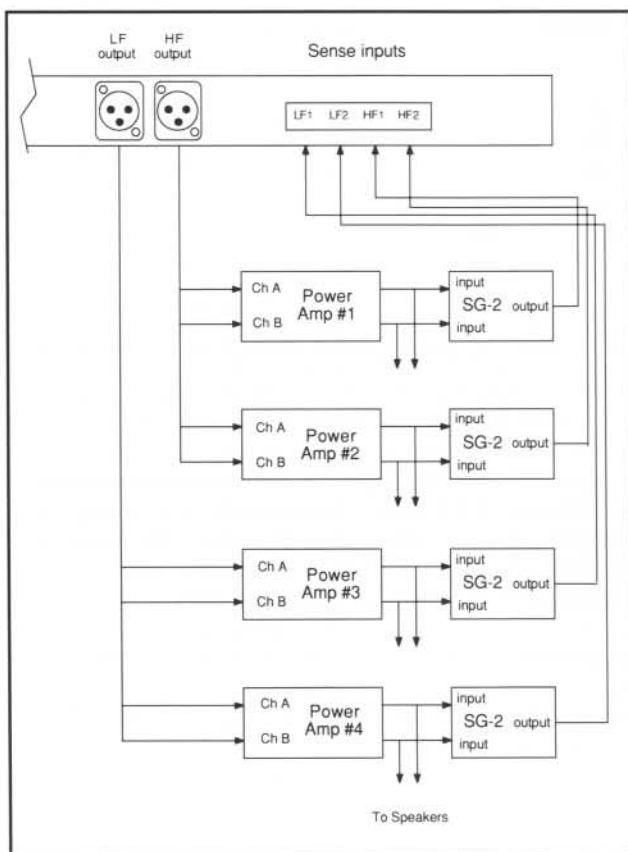 LF output
HF output
Sense inputs
LF1 LF2 HF1 HF2
Ch A
Ch B
Power Amp #1
input
SG-2 output
input
Ch A
Ch B
Power Amp #2
input
SG-2 output
input
Ch A
Ch B
Power Amp #3
input
SG-2 output
input
Ch A
Ch B
Power Amp #4
input
SG-2 output
input
To Speakers